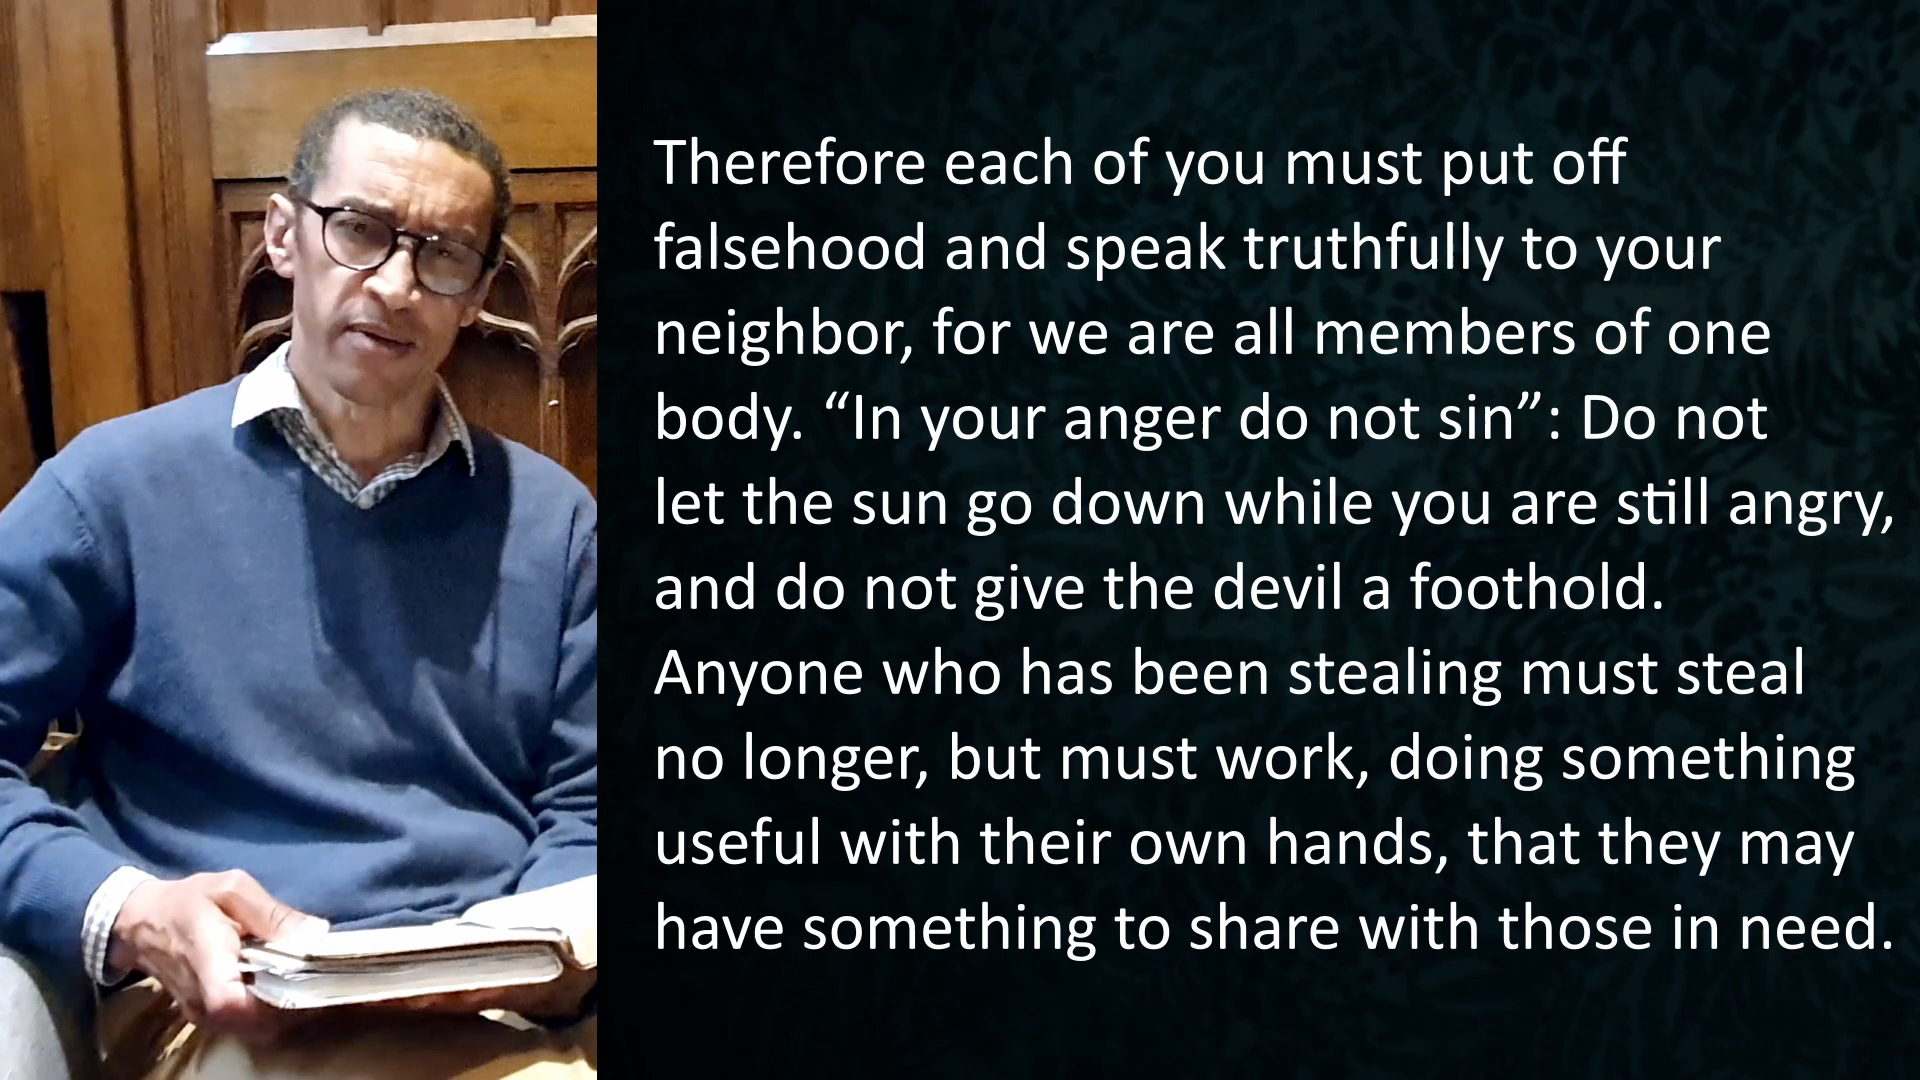 Therefore each of you must put off
falsehood and speak truthfully to your
neighbor, for we are all members of one
body. “In your anger do not sin”: Do not
let the sun go down while you are still angry,
and do not give the devil a foothold.
Anyone who has been stealing must steal
no longer, but must work, doing something
useful with their own hands, that they may
have something to share with those in need.